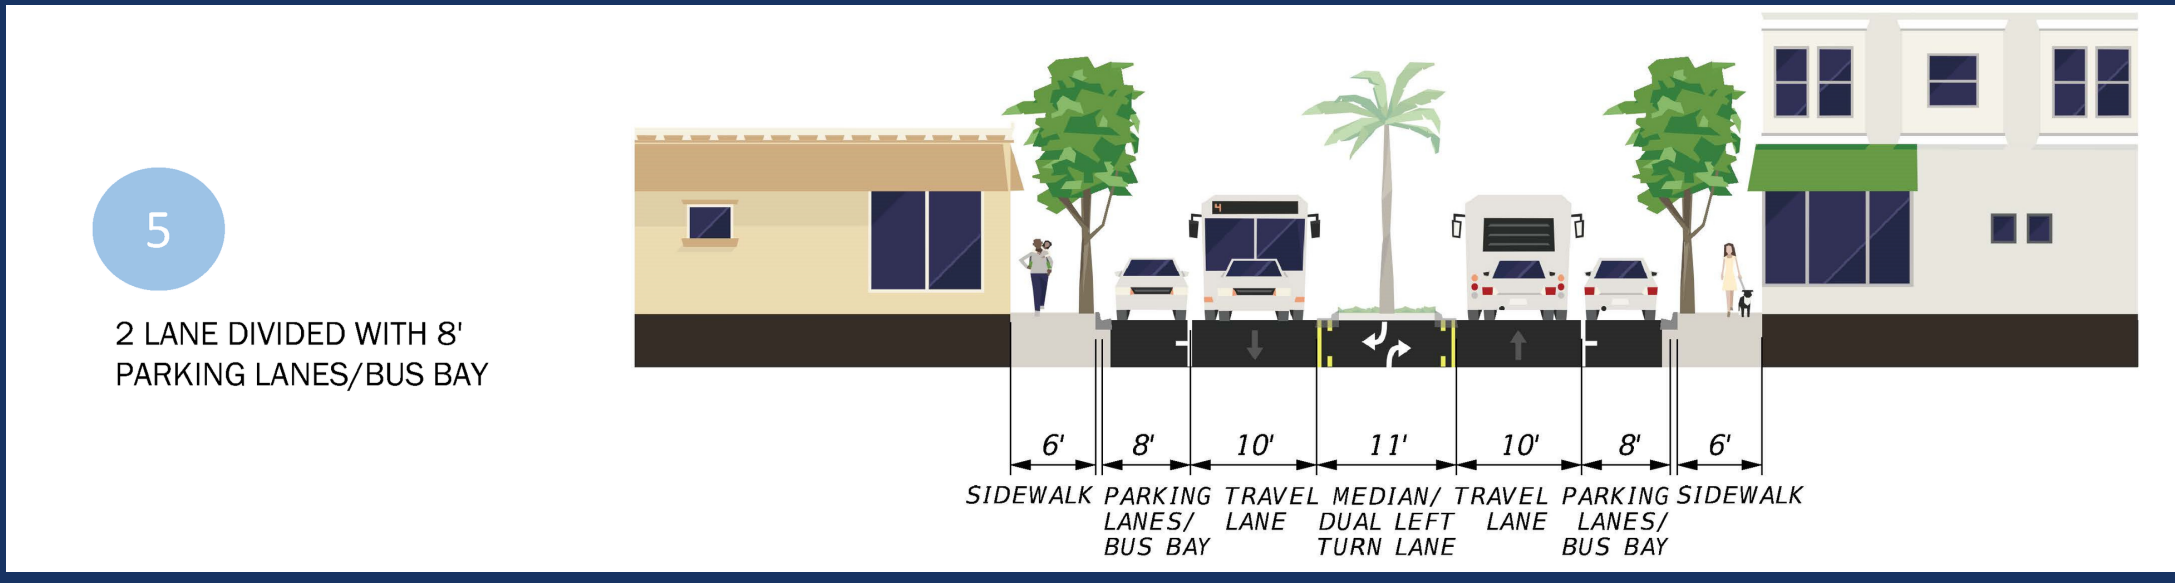 5
2 LANE DIVIDED WITH 8'
PARKING LANES/BUS BAY
4
6' 8' 10' 11' 10' 8' 6'
SIDEWALK PARKING TRAVEL MEDIAN/ TRAVEL PARKING SIDEWALK
LANES/ LANE DUAL LEFT LANE LANES/
BUS BAY TURN LANE BUS BAY